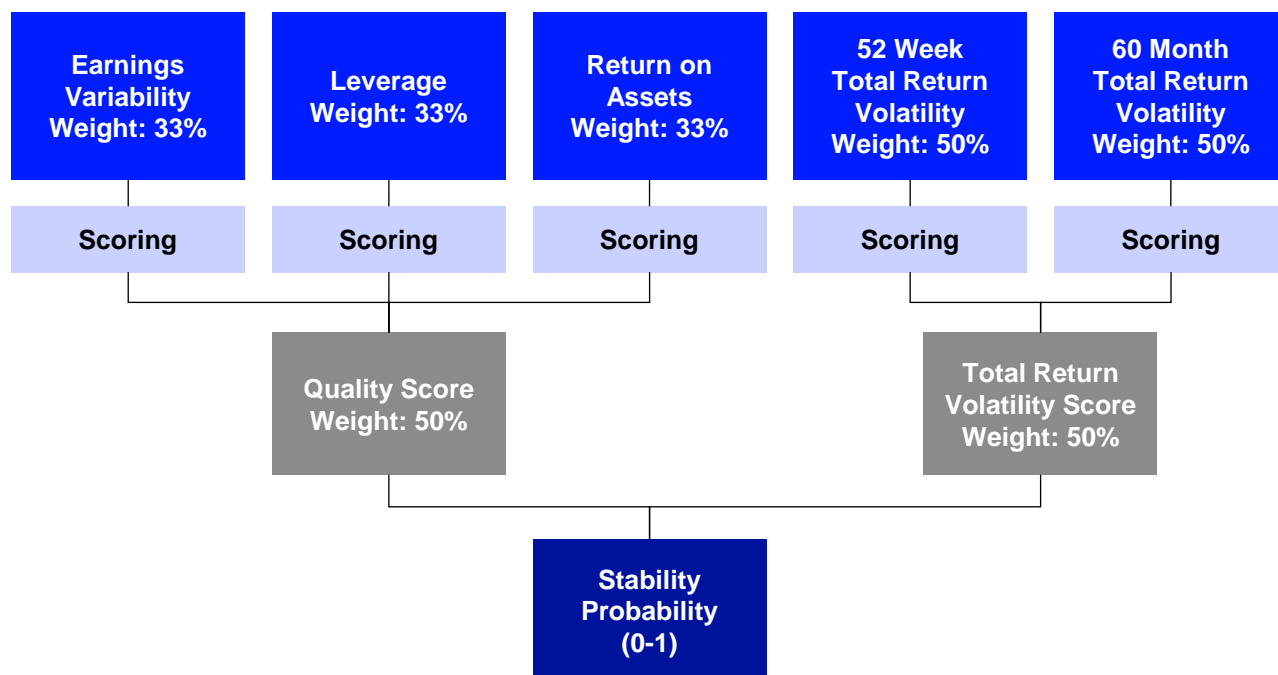 Earnings
Variability
Weight: 33%
Leverage
Weight: 33%
Return on
Assets
Weight: 33%
52 Week
Total Return
Volatility
Weight: 50%
60 Month
Total Return
Volatility
Weight: 50%
Scoring
Scoring
Scoring
Scoring
Scoring
Quality Score
Weight: 50%
Total Return
Volatility Score
Weight: 50%
Stability
Probability
(0-1)